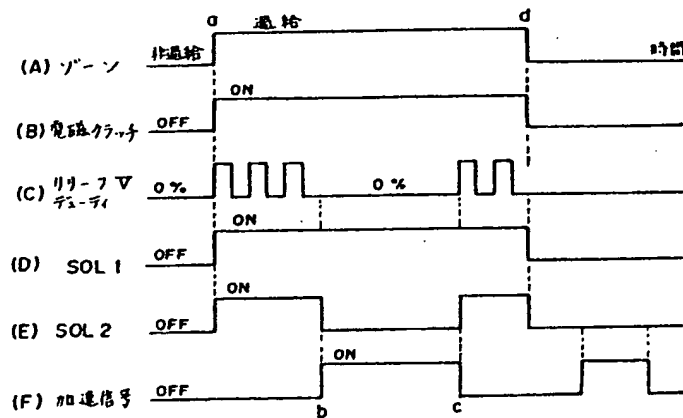 a 過給 d
(A) ゾーン 非過給 時間
ON
(B) 電磁クラッチ OFF
(C) リリーフV デューティ 0% 0%
ON
(D) SOL 1 OFF
ON
(E) SOL 2 OFF
ON
(F) 加速信号 OFF
b c